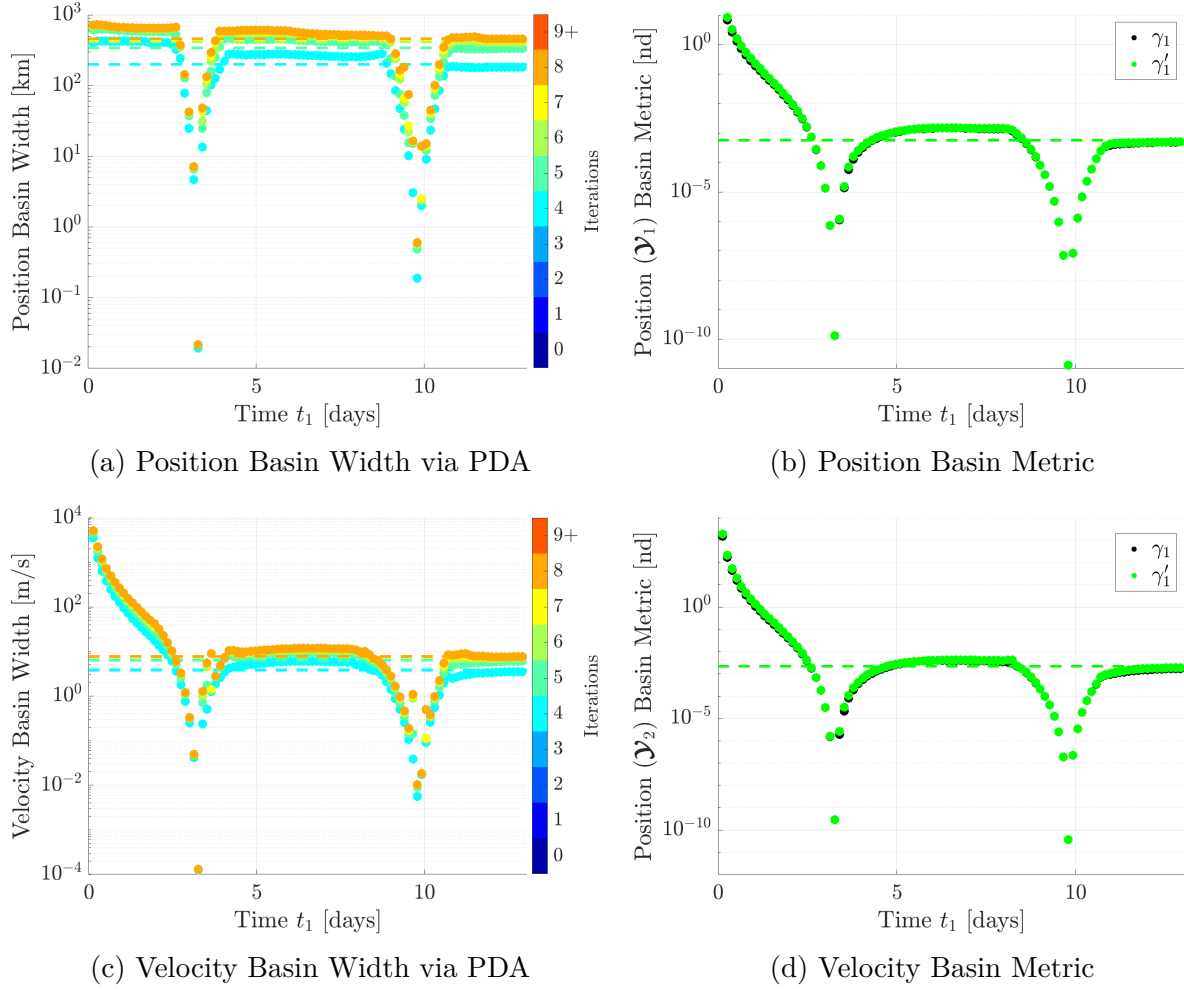 Position Basin Width [km]
10^3
10^2
10^1
10^0
10^{-1}
10^{-2}
0
5
10
Time t_1 [days]
9+
8
7
6
5
4
3
2
1
0
Iterations
(a) Position Basin Width via PDA
Position (𝒴_1) Basin Metric [nd]
10^0
10^{-5}
10^{-10}
0
5
10
Time t_1 [days]
γ_1
γ_1′
(b) Position Basin Metric
Velocity Basin Width [m/s]
10^4
10^2
10^0
10^{-2}
10^{-4}
0
5
10
Time t_1 [days]
9+
8
7
6
5
4
3
2
1
0
Iterations
(c) Velocity Basin Width via PDA
Position (𝒴_2) Basin Metric [nd]
10^0
10^{-5}
10^{-10}
0
5
10
Time t_1 [days]
γ_1
γ_1′
(d) Velocity Basin Metric